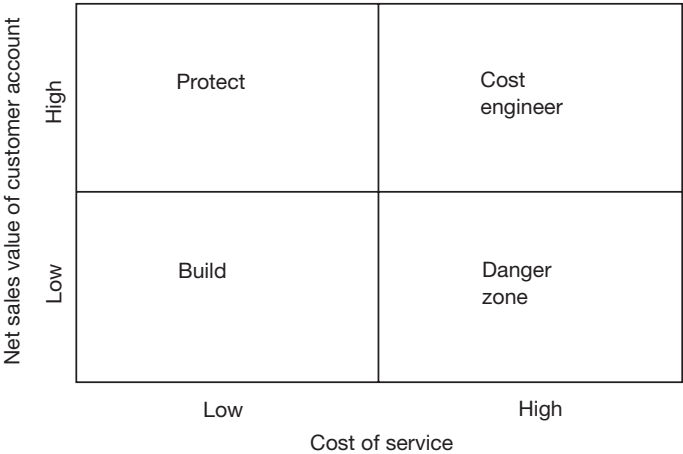 Net sales value of customer account
High
Low
Protect
Cost
engineer
Build
Danger
zone
Low
High
Cost of service